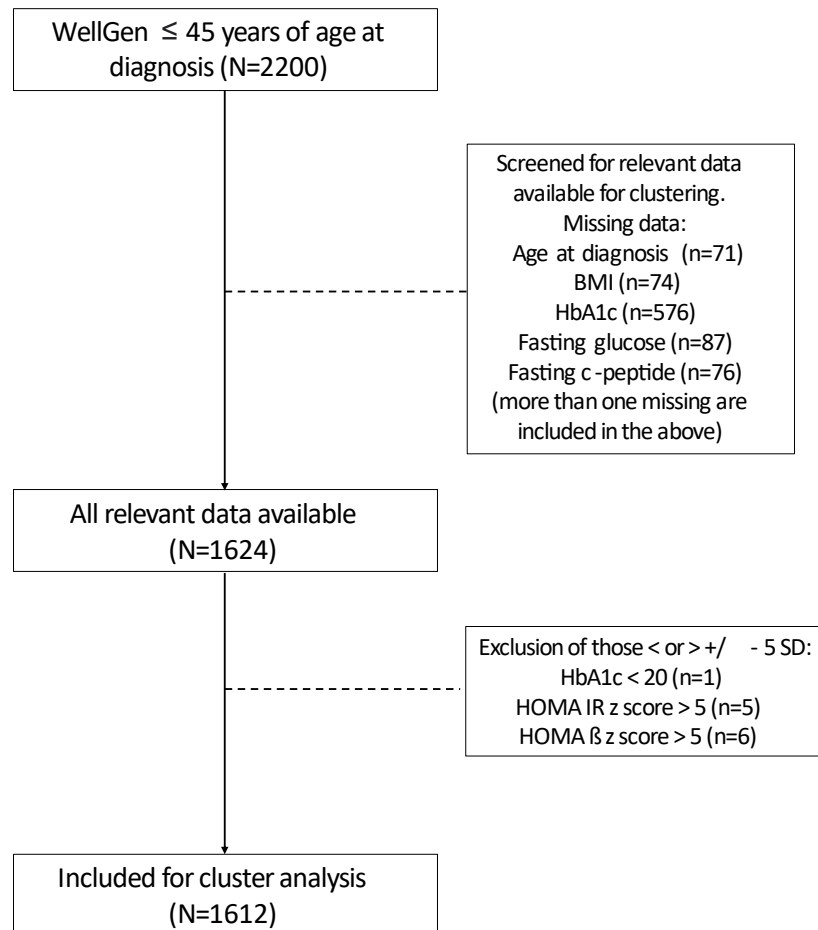 WellGen ≤ 45 years of age at
diagnosis (N=2200)
Screened for relevant data
available for clustering.
Missing data:
Age at diagnosis (n=71)
BMI (n=74)
HbA1c (n=576)
Fasting glucose (n=87)
Fasting c -peptide (n=76)
(more than one missing are
included in the above)
All relevant data available
(N=1624)
Exclusion of those < or > +/ - 5 SD:
HbA1c < 20 (n=1)
HOMA IR z score > 5 (n=5)
HOMA ß z score > 5 (n=6)
Included for cluster analysis
(N=1612)